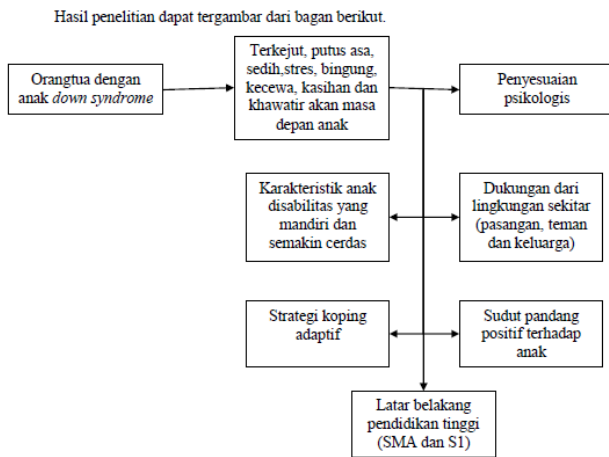 Hasil penelitian dapat tergambar dari bagan berikut.
Orangtua dengan
anak down syndrome
Terkejut, putus asa,
sedih,stres, bingung,
kecewa, kasihan dan
khawatir akan masa
depan anak
Penyesuaian
psikologis
Karakteristik anak
disabilitas yang
mandiri dan
semakin cerdas
Dukungan dari
lingkungan sekitar
(pasangan, teman
dan keluarga)
Strategi koping
adaptif
Sudut pandang
positif terhadap
anak
Latar belakang
pendidikan tinggi
(SMA dan S1)